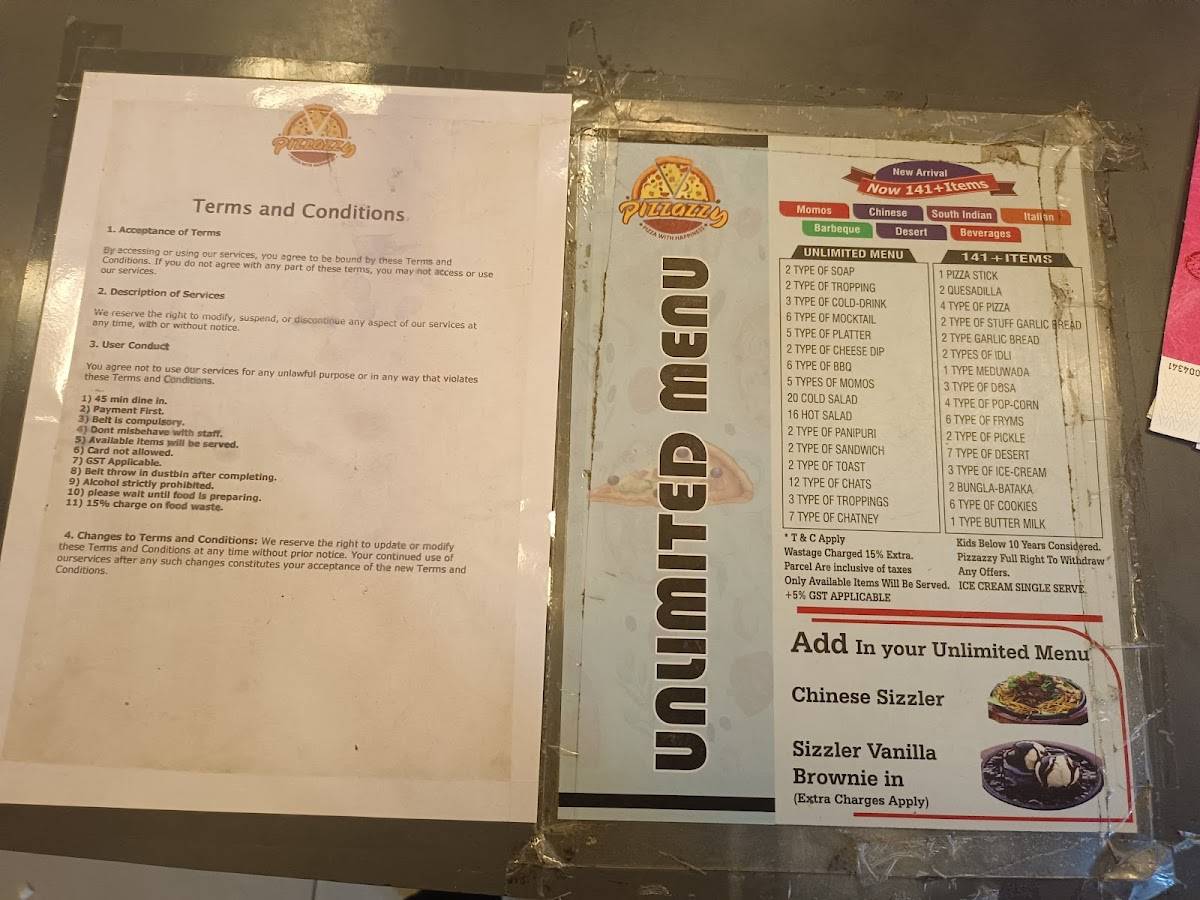 PIZZAZZY
PIZZA WITH HAPPINESS
Terms and Conditions
1. Acceptance of Terms
By accessing or using our services, you agree to be bound by these Terms and
Conditions. If you do not agree with any part of these terms, you may not access or use
our services.
2. Description of Services
We reserve the right to modify, suspend, or discontinue any aspect of our services at
any time, with or without notice.
3. User Conduct
You agree not to use our services for any unlawful purpose or in any way that violates
these Terms and Conditions.
1) 45 min dine in.
2) Payment First.
3) Belt is compulsory.
4) Dont misbehave with staff.
5) Available items will be served.
6) Card not allowed.
7) GST Applicable.
8) Belt throw in dustbin after completing.
9) Alcohol strictly prohibited.
10) please wait until food is preparing.
11) 15% charge on food waste.
4. Changes to Terms and Conditions: We reserve the right to update or modify
these Terms and Conditions at any time without prior notice. Your continued use of
ourservices after any such changes constitutes your acceptance of the new Terms and
Conditions.
PIZZAZZY
• PIZZA WITH HAPPINESS •
UNLIMITED MENU
New Arrival
Now 141+Items
Momos Chinese South Indian Italian
Barbeque Desert Beverages
UNLIMITED MENU
2 TYPE OF SOAP
2 TYPE OF TROPPING
3 TYPE OF COLD-DRINK
6 TYPE OF MOCKTAIL
5 TYPE OF PLATTER
2 TYPE OF CHEESE DIP
6 TYPE OF BBQ
5 TYPES OF MOMOS
20 COLD SALAD
16 HOT SALAD
2 TYPE OF PANIPURI
2 TYPE OF SANDWICH
2 TYPE OF TOAST
12 TYPE OF CHATS
3 TYPE OF TROPPINGS
7 TYPE OF CHATNEY
141+ITEMS
1 PIZZA STICK
2 QUESADILLA
4 TYPE OF PIZZA
2 TYPE OF STUFF GARLIC BREAD
2 TYPE GARLIC BREAD
2 TYPES OF IDLI
1 TYPE MEDUWADA
3 TYPE OF DOSA
4 TYPE OF POP-CORN
6 TYPE OF FRYMS
2 TYPE OF PICKLE
7 TYPE OF DESERT
3 TYPE OF ICE-CREAM
2 BUNGLA-BATAKA
6 TYPE OF COOKIES
1 TYPE BUTTER MILK
* T & C Apply
Wastage Charged 15% Extra.
Parcel Are inclusive of taxes
Only Available Items Will Be Served.
+5% GST APPLICABLE
Kids Below 10 Years Considered.
Pizzazzy Full Right To Withdraw
Any Offers.
ICE CREAM SINGLE SERVE.
Add In your Unlimited Menu
Chinese Sizzler
Sizzler Vanilla
Brownie in
(Extra Charges Apply)
004341